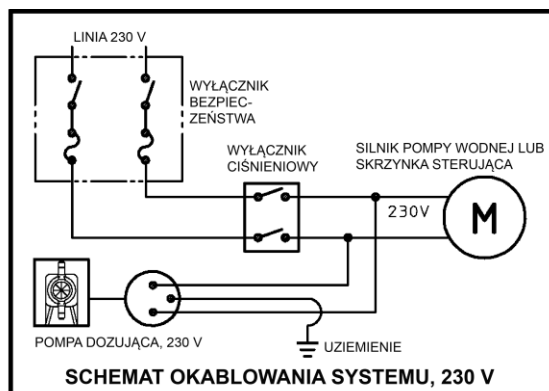 LINIA 230 V
WYŁĄCZNIK
BEZPIEC-
ZEŃSTWA
WYŁĄCZNIK
CIŚNIENIOWY
SILNIK POMPY WODNEJ LUB
SKRZYNKA STERUJĄCA
230V
M
POMPA DOZUJĄCA, 230 V
UZIEMIENIE
SCHEMAT OKABLOWANIA SYSTEMU, 230 V